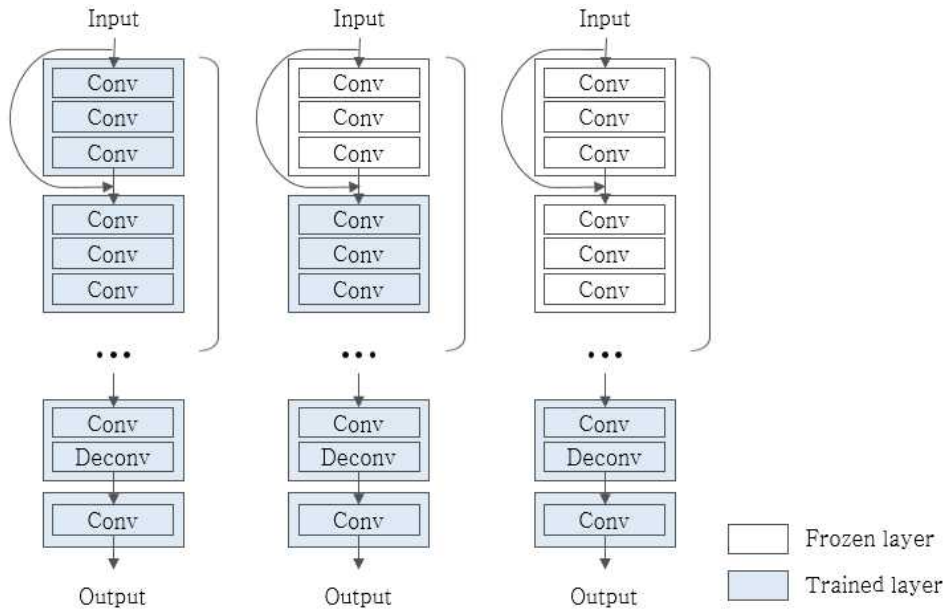 Input
Conv
Conv
Conv
Conv
Conv
Conv
•••
Conv
Deconv
Conv
Output
Input
Conv
Conv
Conv
Conv
Conv
Conv
•••
Conv
Deconv
Conv
Output
Input
Conv
Conv
Conv
Conv
Conv
Conv
•••
Conv
Deconv
Conv
Output
Frozen layer
Trained layer